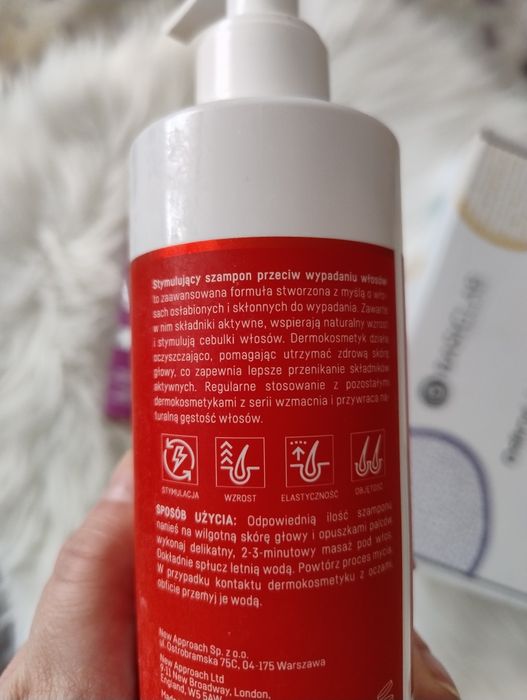 Stymulujący szampon przeciw wypadaniu włosów
to zaawansowana formuła stworzona z myślą o wło-
sach osłabionych i skłonnych do wypadania. Zawarte
w nim składniki aktywne, wspierają naturalny wzrost
i stymulują cebulki włosów. Dermokosmetyk działa
oczyszczająco, pomagając utrzymać zdrową skórę
głowy, co zapewnia lepsze przenikanie składników
aktywnych. Regularne stosowanie z pozostałymi
dermokosmetykami z serii wzmacnia i przywraca na-
turalną gęstość włosów.
STYMULACJA
WZROST
ELASTYCZNOŚĆ
OBJĘTOŚĆ
SPOSÓB UŻYCIA: Odpowiednią ilość szamponu
nanieś na wilgotną skórę głowy i opuszkami palców
wykonaj delikatny, 2-3-minutowy masaż pod włos.
Dokładnie spłucz letnią wodą. Powtórz proces mycia.
W przypadku kontaktu dermokosmetyku z oczami,
obficie przemyj je wodą.
New Approach Sp. z o.o.
ul. Ostrobramska 75C, 04-175 Warszawa
New Approach Ltd
9-11 New Broadway, London,
England, W5 5AW
Made